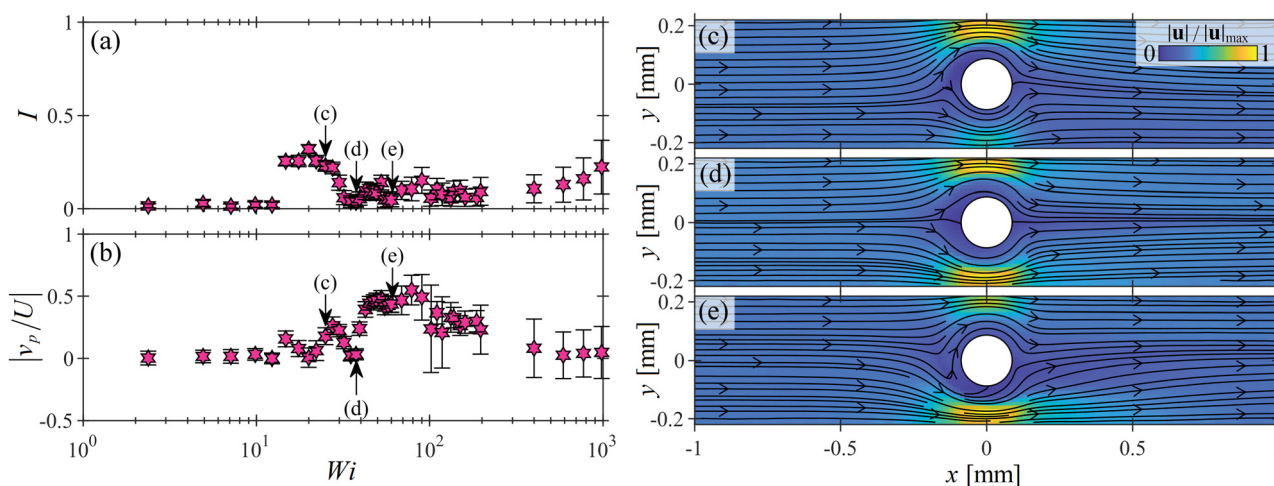 (a)
1
0.5
0
I
(c)
(d)
(e)
(b)
1
0.5
0
-0.5
|v_p/U|
(c)
(e)
(d)
10^0
10^1
10^2
10^3
Wi
(c)
|u| / |u|_max
0
1
0.2
0
-0.2
y [mm]
(d)
0.2
0
-0.2
y [mm]
(e)
0.2
0
-0.2
y [mm]
-1
-0.5
0
0.5
x [mm]